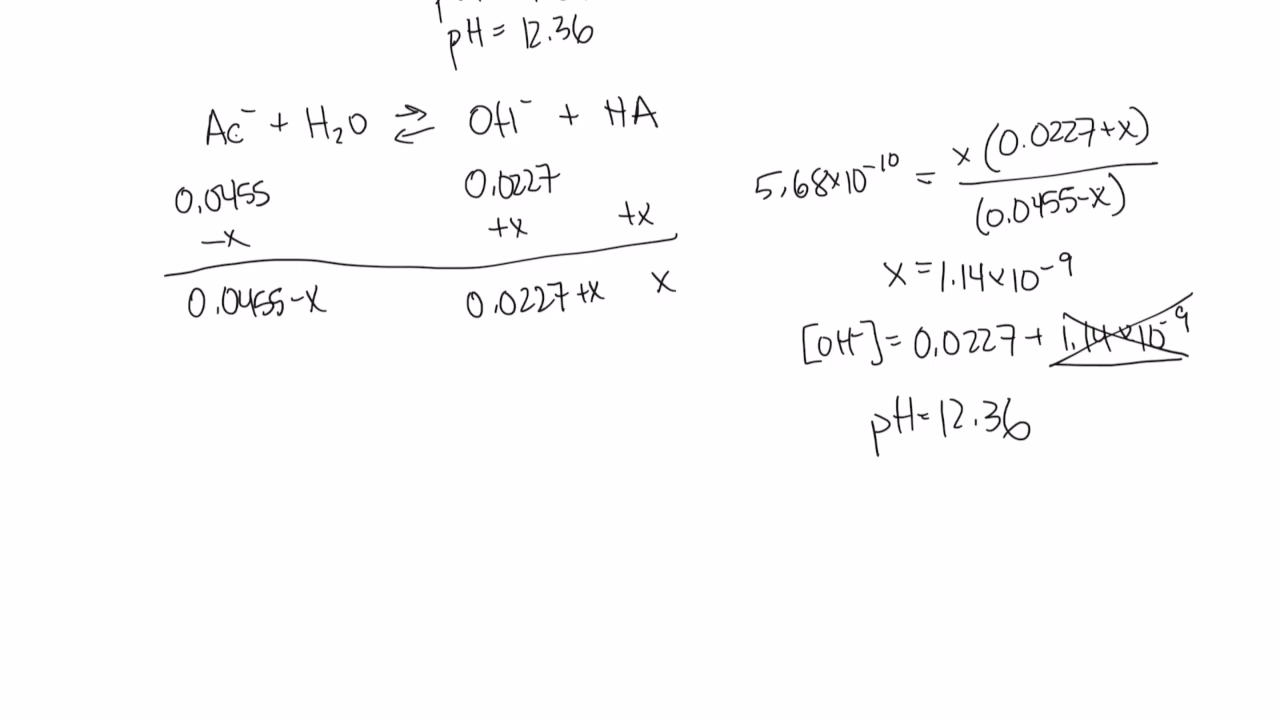 pH = 12.36
Ac⁻ + H₂O ⇌ OH⁻ + HA
0.0455 0.0227
-x +x +x
0.0455-x 0.0227+x x
5.68×10⁻¹⁰ = x(0.0227+x)
(0.0455-x)
x = 1.14×10⁻⁹
[OH⁻] = 0.0227 + 1.14×10⁻⁹
pH = 12.36